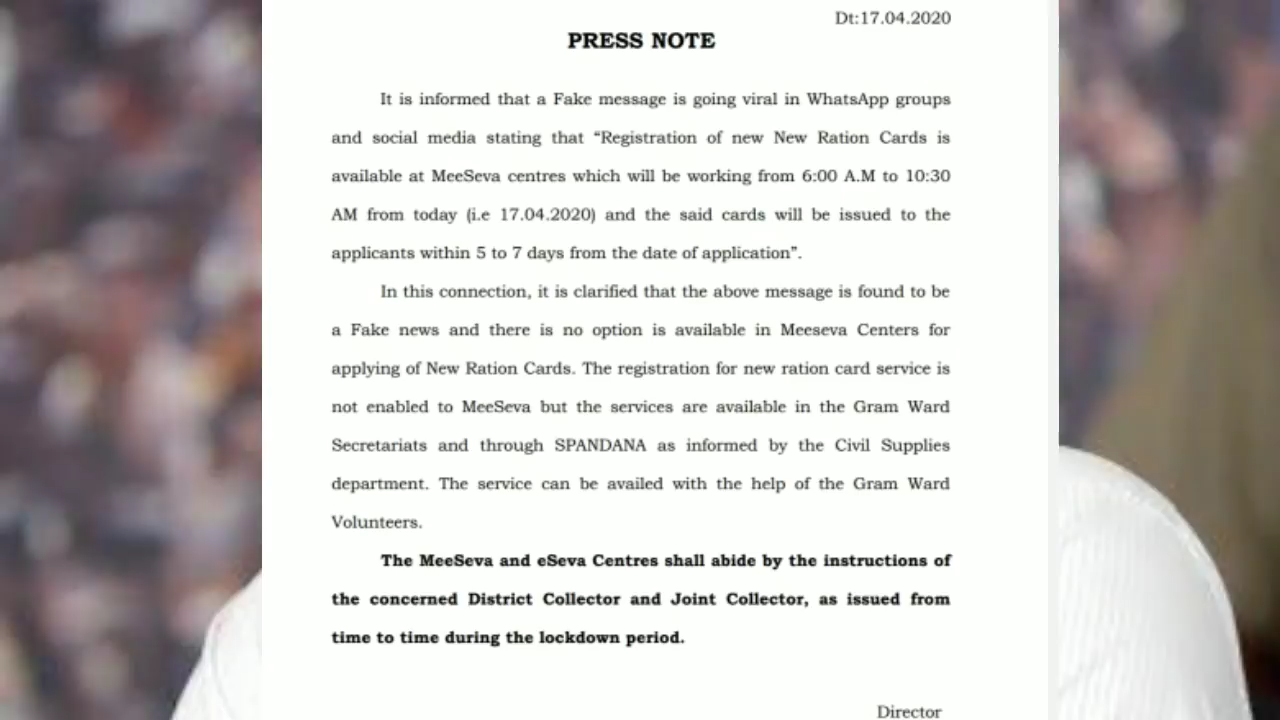 Dt:17.04.2020
PRESS NOTE
It is informed that a Fake message is going viral in WhatsApp groups
and social media stating that “Registration of new New Ration Cards is
available at MeeSeva centres which will be working from 6:00 A.M to 10:30
AM from today (i.e 17.04.2020) and the said cards will be issued to the
applicants within 5 to 7 days from the date of application”.
In this connection, it is clarified that the above message is found to be
a Fake news and there is no option is available in Meeseva Centers for
applying of New Ration Cards. The registration for new ration card service is
not enabled to MeeSeva but the services are available in the Gram Ward
Secretariats and through SPANDANA as informed by the Civil Supplies
department. The service can be availed with the help of the Gram Ward
Volunteers.
The MeeSeva and eSeva Centres shall abide by the instructions of
the concerned District Collector and Joint Collector, as issued from
time to time during the lockdown period.
Director